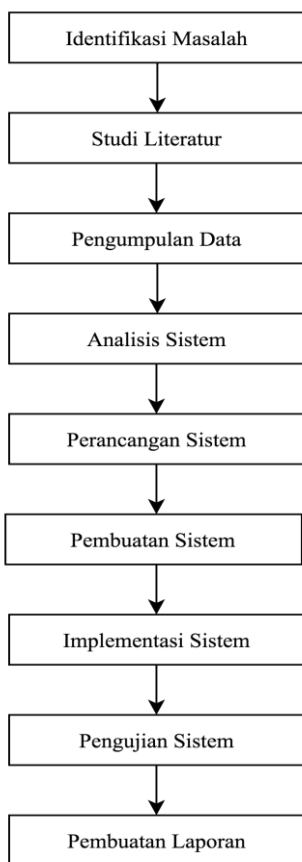 Identifikasi Masalah
Studi Literatur
Pengumpulan Data
Analisis Sistem
Perancangan Sistem
Pembuatan Sistem
Implementasi Sistem
Pengujian Sistem
Pembuatan Laporan